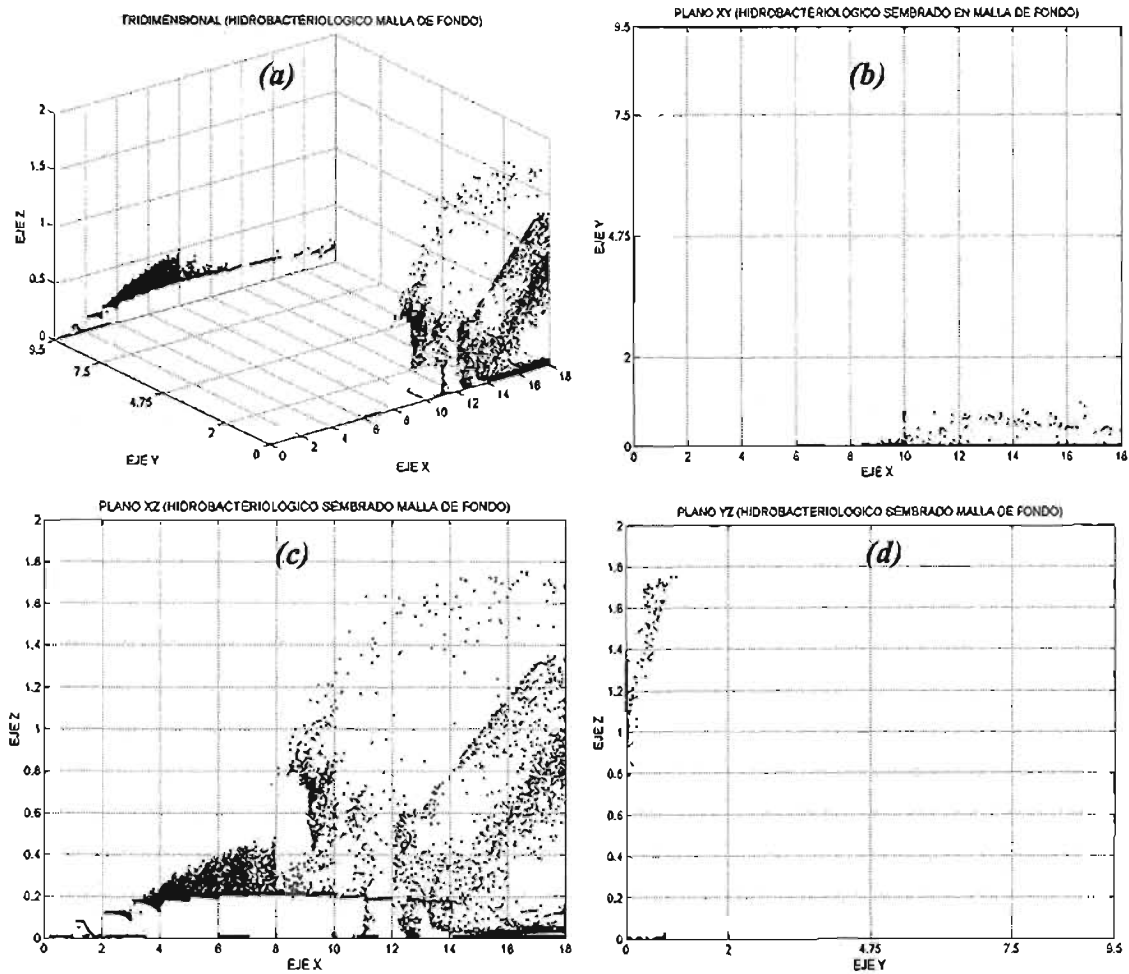 TRIDIMENSIONAL (HIDROBACTERIOLOGICO MALLA DE FONDO)
(a)
EJE Z
2
1.5
1
0.5
0
9.5
7.5
4.75
2
0
EJE Y
0
2
4
6
8
10
12
14
16
18
EJE X
PLANO XY (HIDROBACTERIOLOGICO SEMBRADO EN MALLA DE FONDO)
(b)
EJE Y
9.5
7.5
4.75
2
0
0 2 4 6 8 10 12 14 16 18
EJE X
PLANO XZ (HIDROBACTERIOLOGICO SEMBRADO MALLA DE FONDO)
(c)
EJE Z
2
1.8
1.6
1.4
1.2
1
0.8
0.6
0.4
0.2
0
0 2 4 6 8 10 12 14 16 18
EJE X
PLANO YZ (HIDROBACTERIOLOGICO SEMBRADO MALLA DE FONDO)
(d)
EJE Z
2
1.8
1.6
1.4
1.2
1
0.8
0.6
0.4
0.2
0
0 2 4.75 7.5 9.5
EJE Y